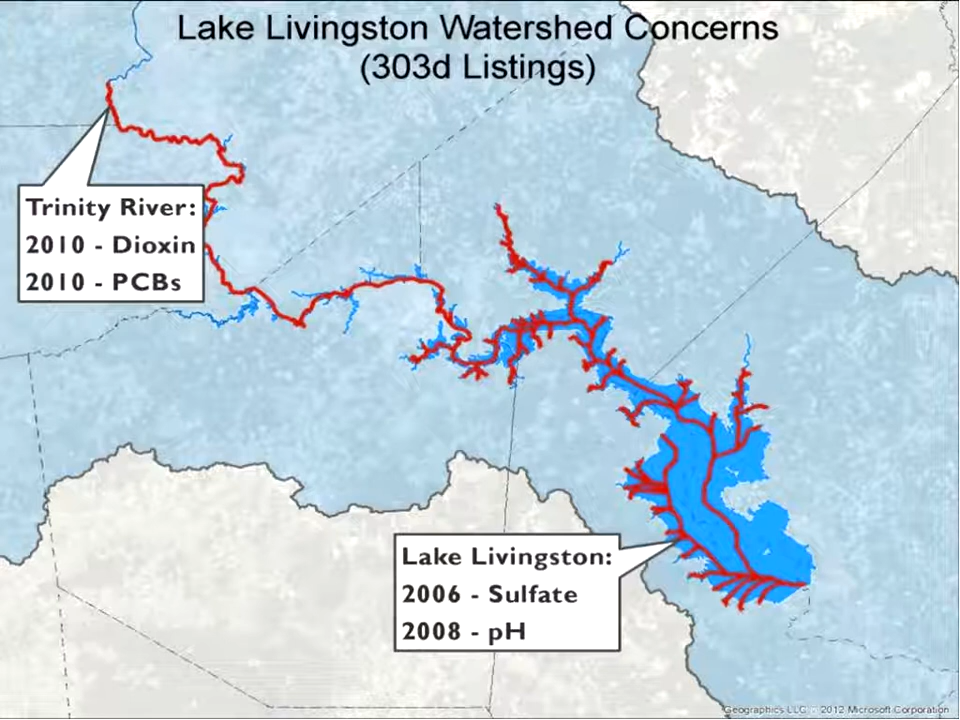 Lake Livingston Watershed Concerns
(303d Listings)
Trinity River:
2010 - Dioxin
2010 - PCBs
Lake Livingston:
2006 - Sulfate
2008 - pH
Geographics LLC © 2012 Microsoft Corporation